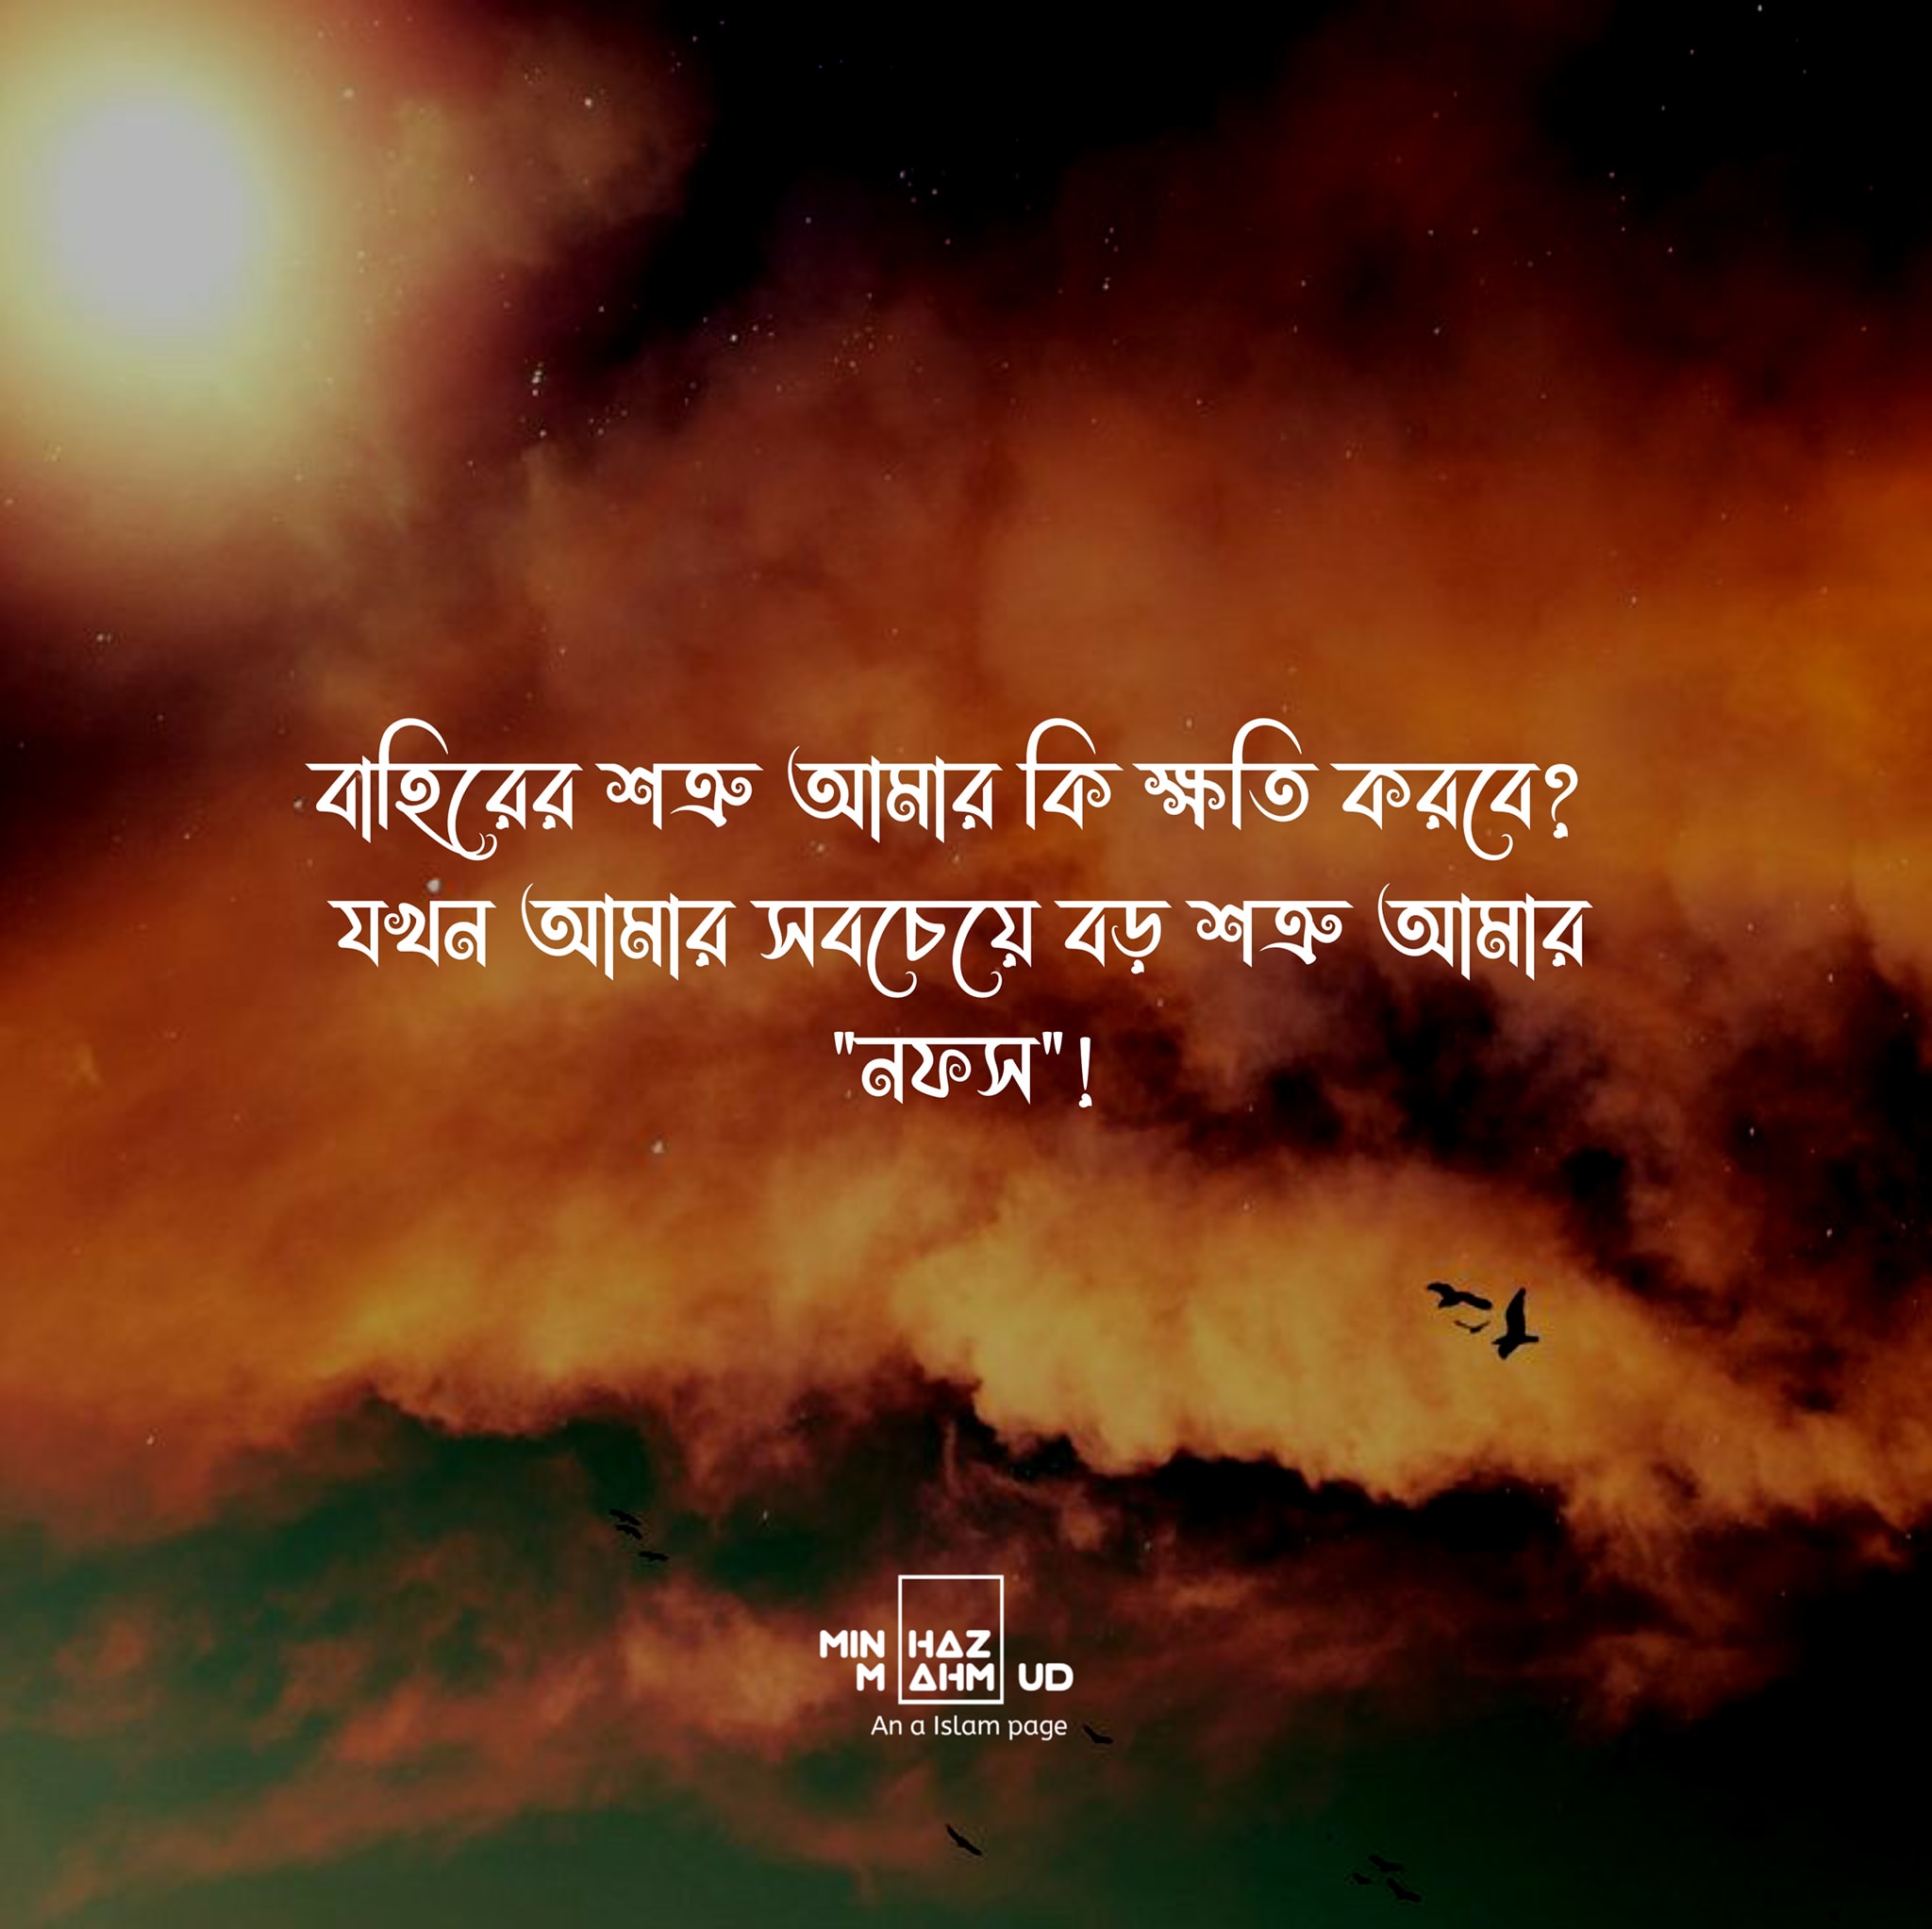 বাহিরের শত্রু আমার কি ক্ষতি করবে?
যখন আমার সবচেয়ে বড় শত্রু আমার
"নফস"!
MIN HAZ
M AHM UD
An a Islam page